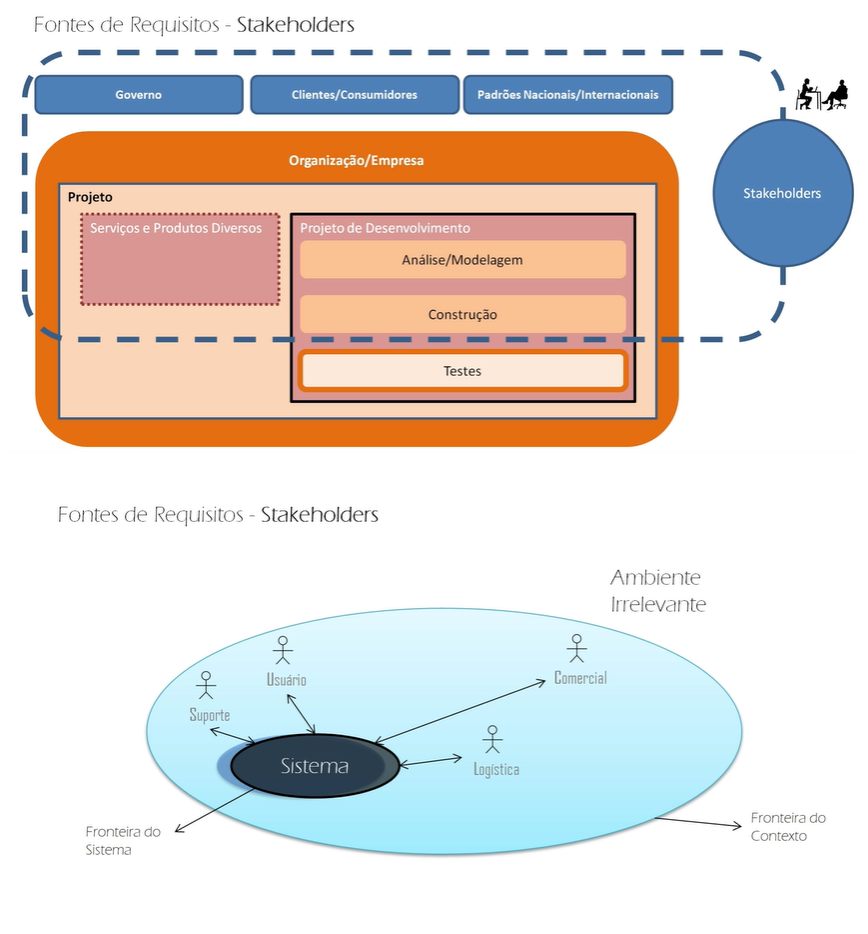 Fontes de Requisitos - Stakeholders
Governo
Clientes/Consumidores
Padrões Nacionais/Internacionais
Organização/Empresa
Stakeholders
Projeto
Serviços e Produtos Diversos
Projeto de Desenvolvimento
Análise/Modelagem
Construção
Testes
Fontes de Requisitos - Stakeholders
Ambiente
Irrelevante
Usuário
Comercial
Suporte
Sistema
Logística
Fronteira do
Sistema
Fronteira do
Contexto